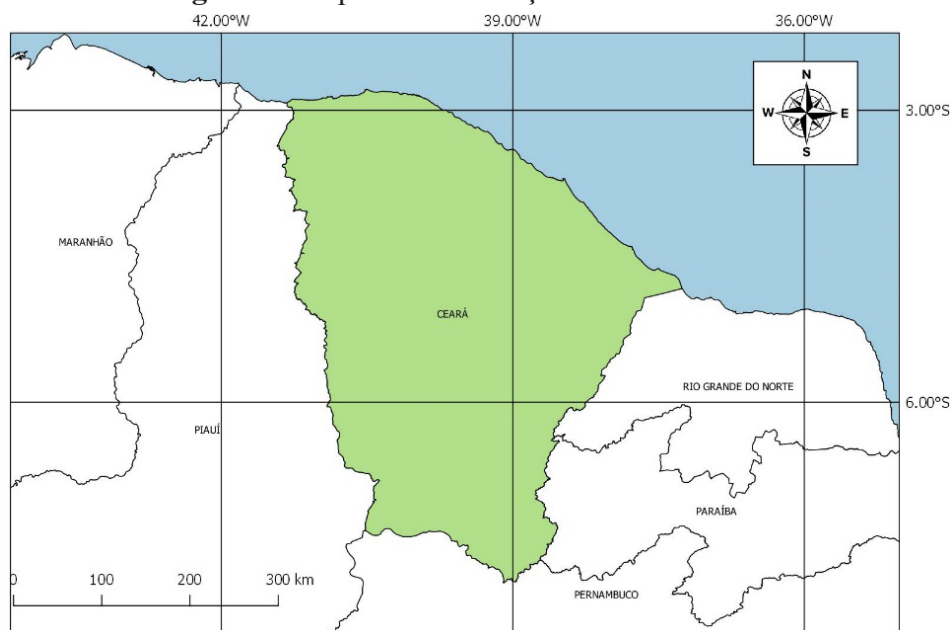 42.00°W 39.00°W 36.00°W
N
W E
S
3.00°S
MARANHÃO
CEARÁ
RIO GRANDE DO NORTE
6.00°S
PIAUÍ
PARAÍBA
0 100 200 300 km
PERNAMBUCO